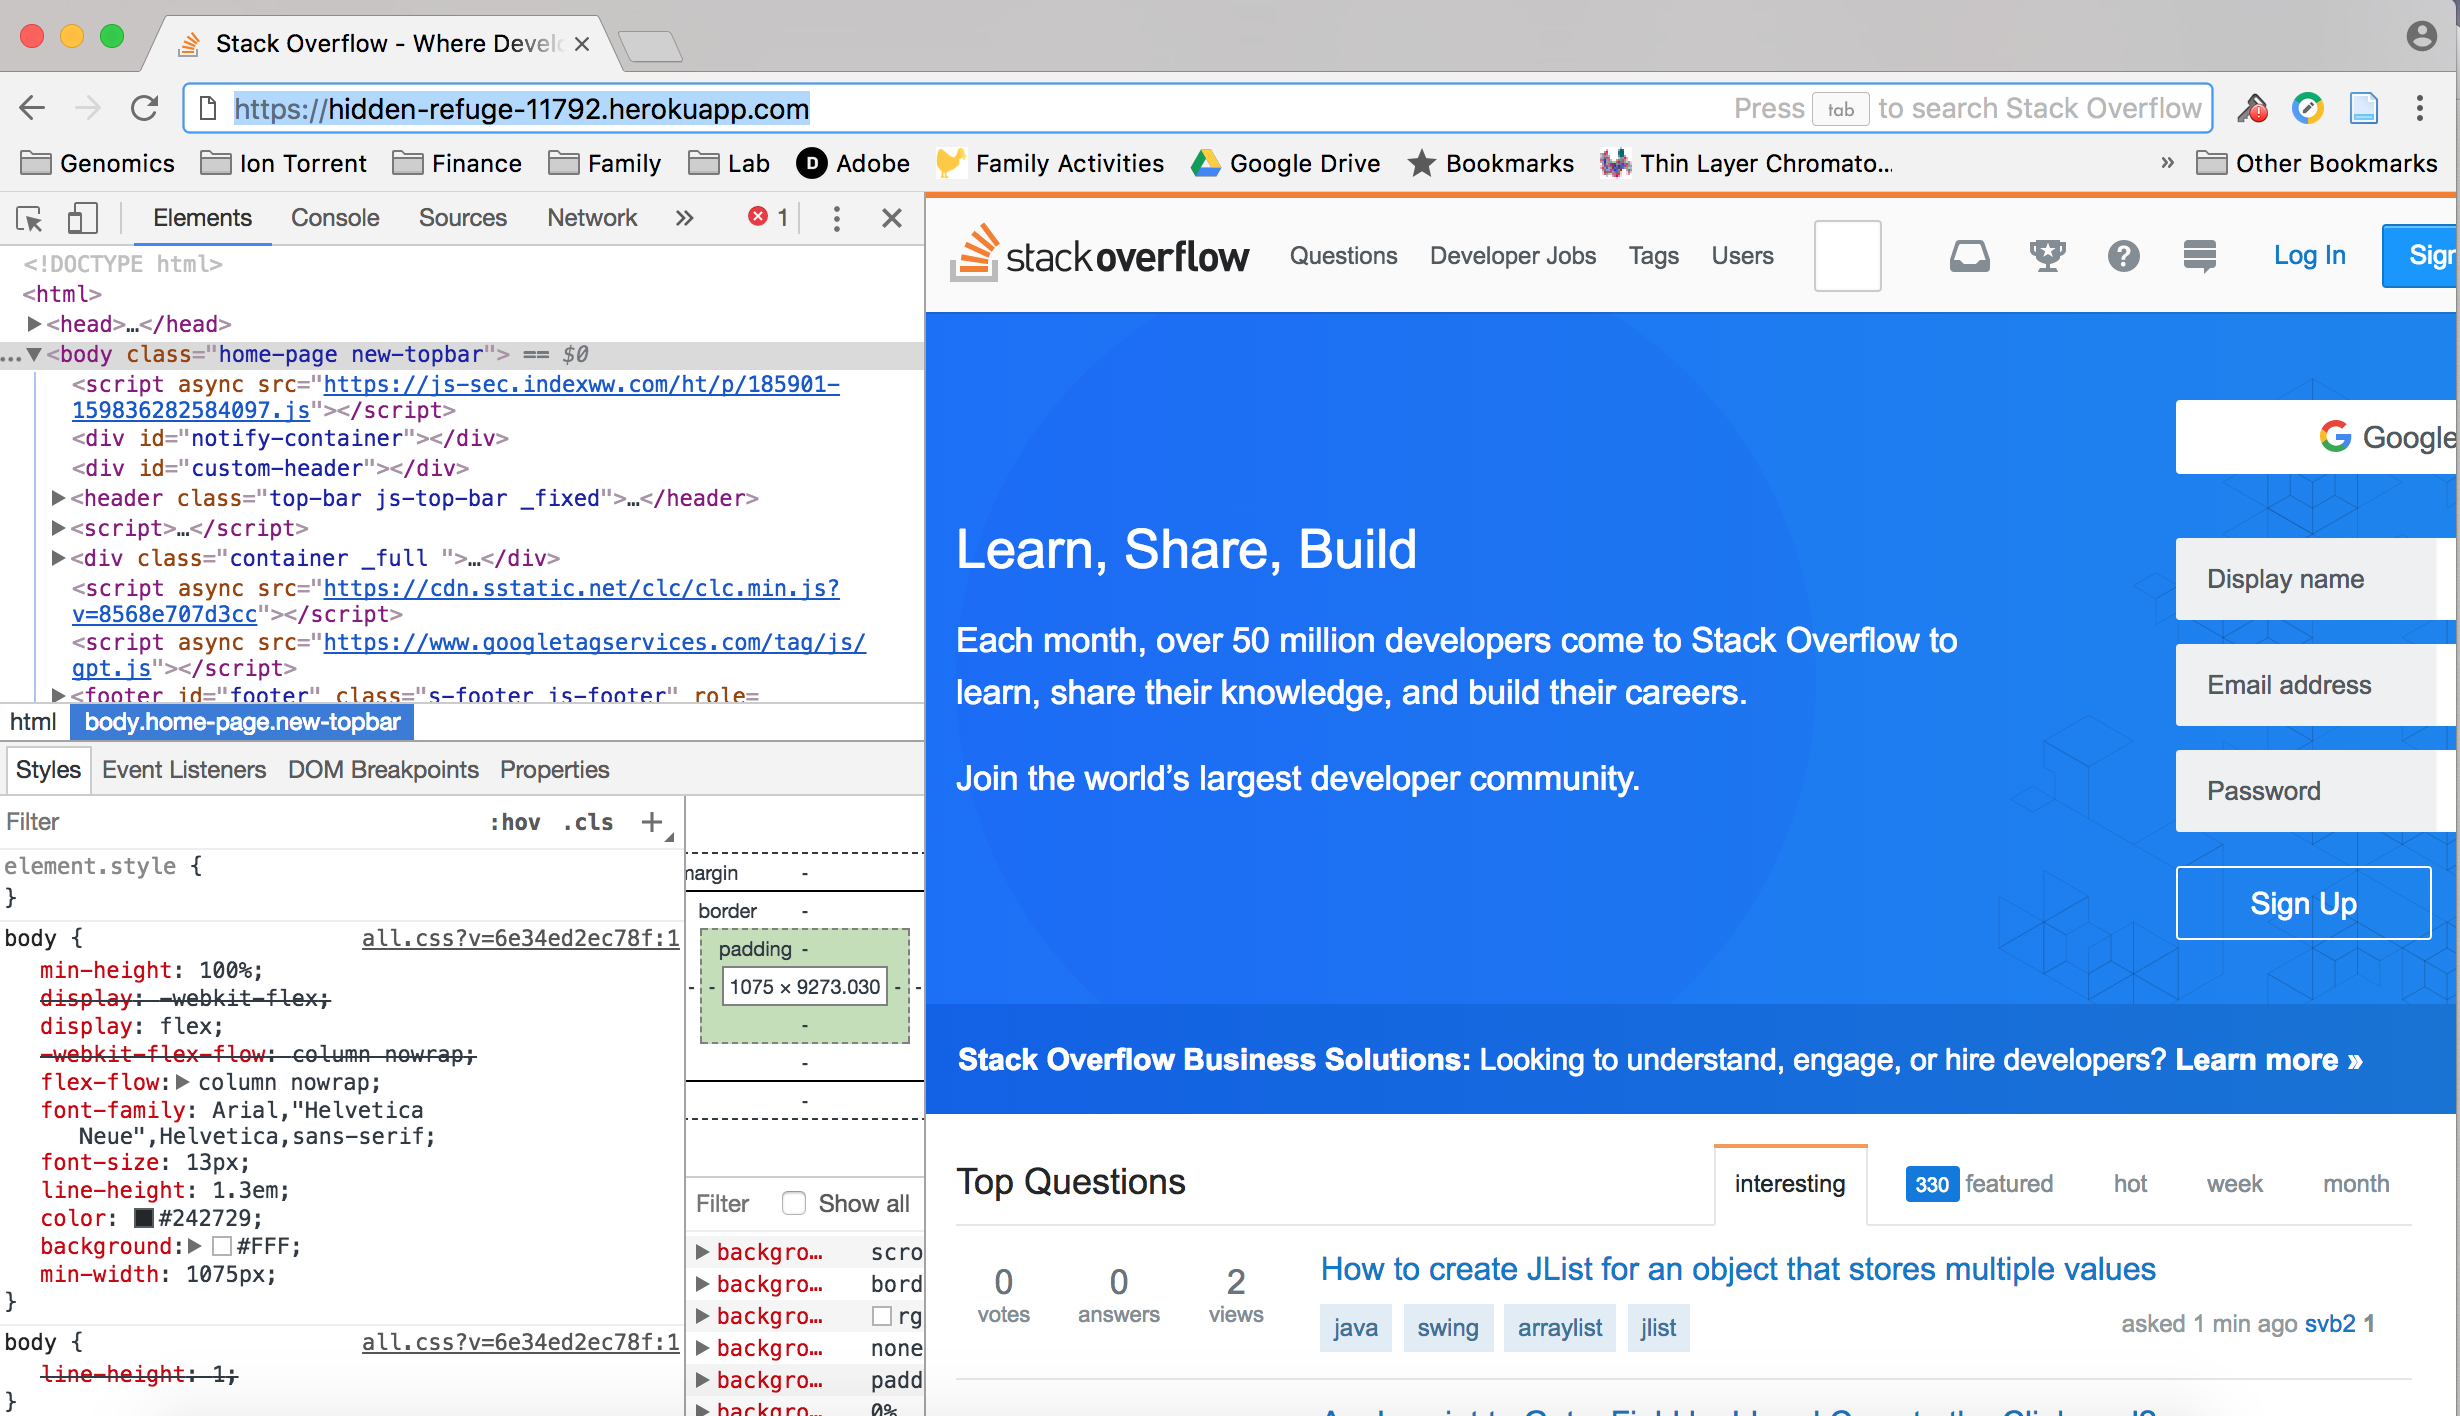 Stack Overflow - Where Devel
https://hidden-refuge-11792.herokuapp.com
Press tab to search Stack Overflow
Genomics Ion Torrent Finance Family Lab Adobe Family Activities Google Drive Bookmarks Thin Layer Chromato... » Other Bookmarks
Elements Console Sources Network » 1
<!DOCTYPE html>
<html>
<head>…</head>
…<body class="home-page new-topbar"> == $0
<script async src="https://js-sec.indexww.com/ht/p/185901-
159836282584097.js"></script>
<div id="notify-container"></div>
<div id="custom-header"></div>
<header class="top-bar js-top-bar _fixed">…</header>
<script>…</script>
<div class="container _full ">…</div>
<script async src="https://cdn.sstatic.net/clc/clc.min.js?
v=8568e707d3cc"></script>
<script async src="https://www.googletagservices.com/tag/js/
gpt.js"></script>
<footer id="footer" class="s-footer js-footer" role=
html body.home-page.new-topbar
Styles Event Listeners DOM Breakpoints Properties
Filter :hov .cls +
element.style {
}
body { all.css?v=6e34ed2ec78f:1
min-height: 100%;
display: -webkit-flex;
display: flex;
-webkit-flex-flow: column nowrap;
flex-flow: column nowrap;
font-family: Arial,"Helvetica
Neue",Helvetica,sans-serif;
font-size: 13px;
line-height: 1.3em;
color: #242729;
background: #FFF;
min-width: 1075px;
}
body { all.css?v=6e34ed2ec78f:1
line-height: 1;
}
margin -
border -
padding -
- - 1075 × 9273.030 - -
-
-
-
Filter Show all
backgro… scro
backgro… bord
backgro… rg
backgro… none
backgro… padd
backgro… 0%
stackoverflow Questions Developer Jobs Tags Users Log In Sign
Learn, Share, Build
Each month, over 50 million developers come to Stack Overflow to
learn, share their knowledge, and build their careers.
Join the world’s largest developer community.
Google
Display name
Email address
Password
Sign Up
Stack Overflow Business Solutions: Looking to understand, engage, or hire developers? Learn more »
Top Questions
interesting 330 featured hot week month
0 votes
0 answers
2 views
How to create JList for an object that stores multiple values
java swing arraylist jlist
asked 1 min ago svb2 1